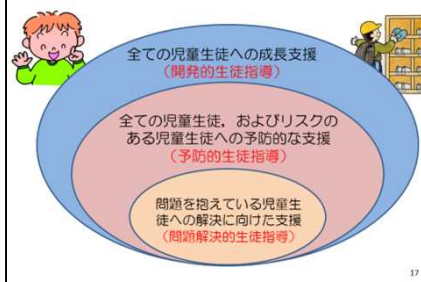 全ての児童生徒への成長支援
（開発的生徒指導）
全ての児童生徒，およびリスクの
ある児童生徒への予防的な支援
（予防的生徒指導）
問題を抱えている児童生
徒への解決に向けた支援
（問題解決的生徒指導）
17